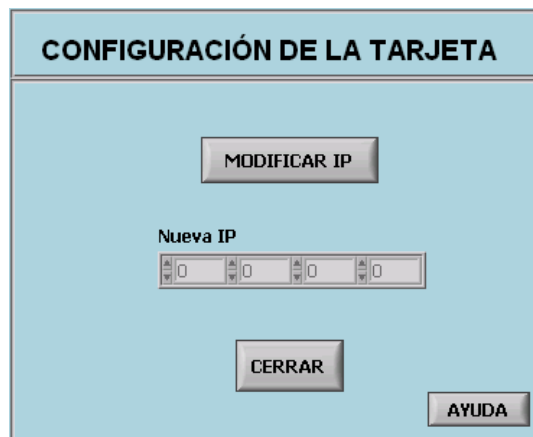 CONFIGURACIÓN DE LA TARJETA
MODIFICAR IP
Nueva IP
0 0 0 0
CERRAR
AYUDA